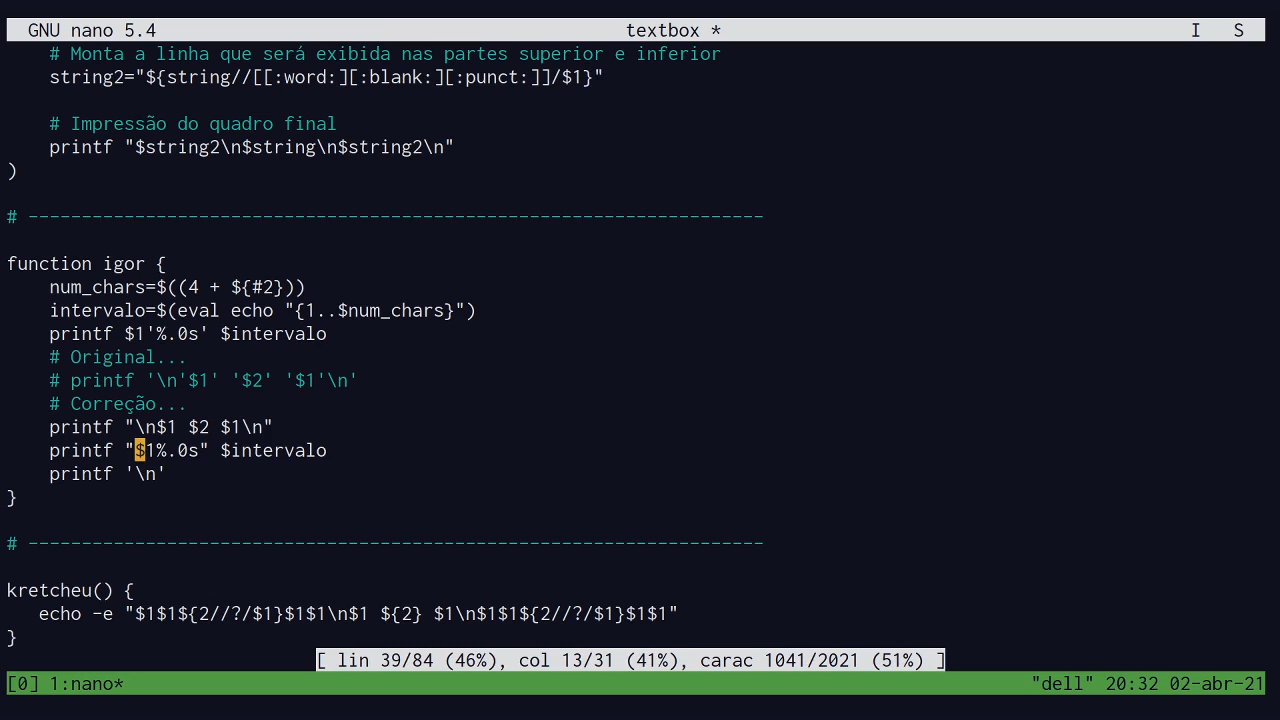 GNU nano 5.4 textbox * I S
# Monta a linha que será exibida nas partes superior e inferior
string2="${string//[[:word:][:blank:][:punct:]]/$1}"
# Impressão do quadro final
printf "$string2\n$string\n$string2\n"
)
# ---------------------------------------------------------------------
function igor {
num_chars=$((4 + ${#2}))
intervalo=$(eval echo "{1..$num_chars}")
printf $1'%.0s' $intervalo
# Original...
# printf '\n'$1' '$2' '$1'\n'
# Correção...
printf "\n$1 $2 $1\n"
printf "$1%.0s" $intervalo
printf '\n'
}
# ---------------------------------------------------------------------
kretcheu() {
echo -e "$1$1${2//?/$1}$1$1\n$1 ${2} $1\n$1$1${2//?/$1}$1$1"
}
[ lin 39/84 (46%), col 13/31 (41%), carac 1041/2021 (51%) ]
[0] 1:nano* "dell" 20:32 02-abr-21